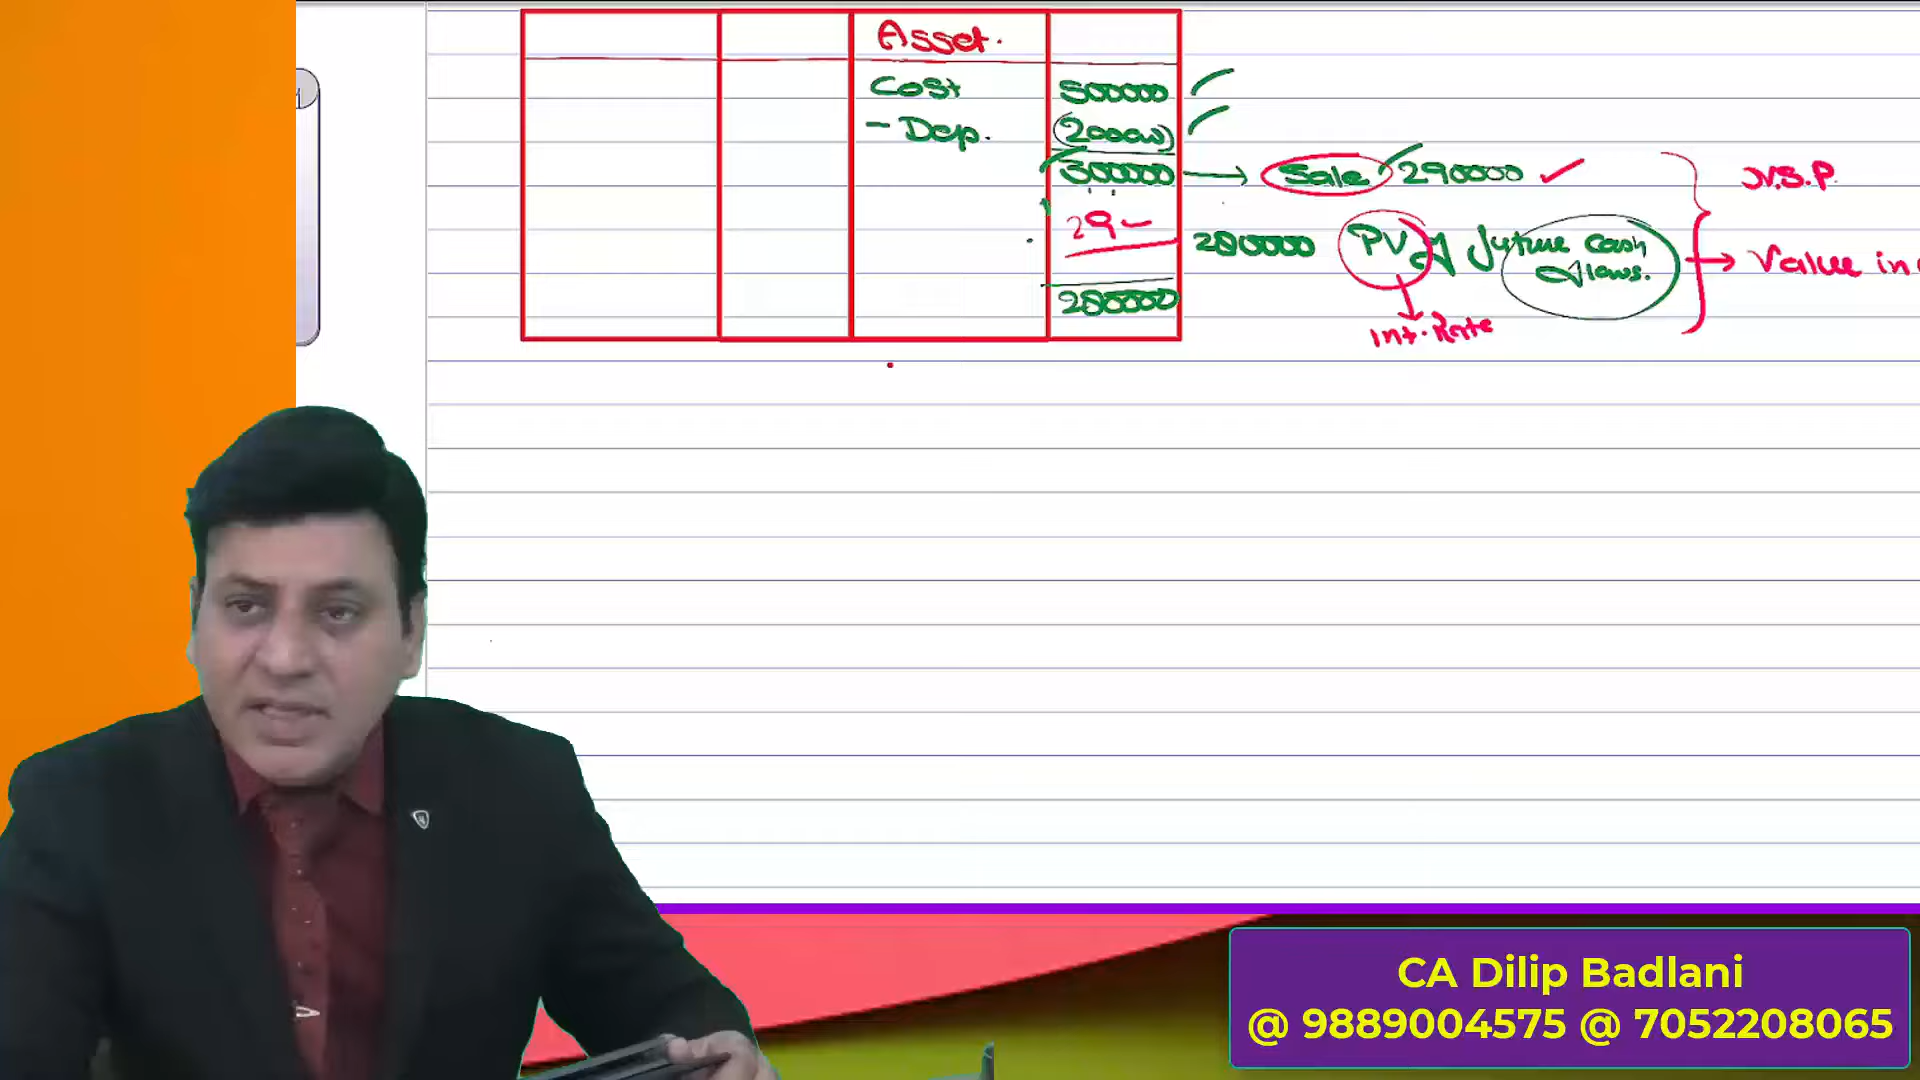 Asset.
Cost 500000
- Dep. (200000)
300000 → Sale 290000 N.S.P
29
280000 PV of future cash flows. → Value in
280000
Int. Rate
CA Dilip Badlani
@ 9889004575 @ 7052208065